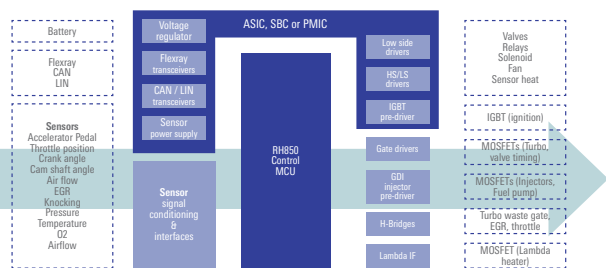 Battery
Flexray
CAN
LIN
Sensors
Accelerator Pedal
Throttle position
Crank angle
Cam shaft angle
Air flow
EGR
Knocking
Pressure
Temperature
O2
Airflow
ASIC, SBC or PMIC
Voltage
regulator
Flexray
transceivers
CAN / LIN
transceivers
Sensor
power supply
Sensor
signal
conditioning
&
interfaces
RH850
Control
MCU
Low side
drivers
HS/LS
drivers
IGBT
pre-driver
Gate drivers
GDI
injector
pre-driver
H-Bridges
Lambda IF
Valves
Relays
Solenoid
Fan
Sensor heat
IGBT (ignition)
MOSFETs (Turbo,
valve timing)
MOSFETs (Injectors,
Fuel pump)
Turbo waste gate,
EGR, throttle
MOSFET (Lambda
heater)